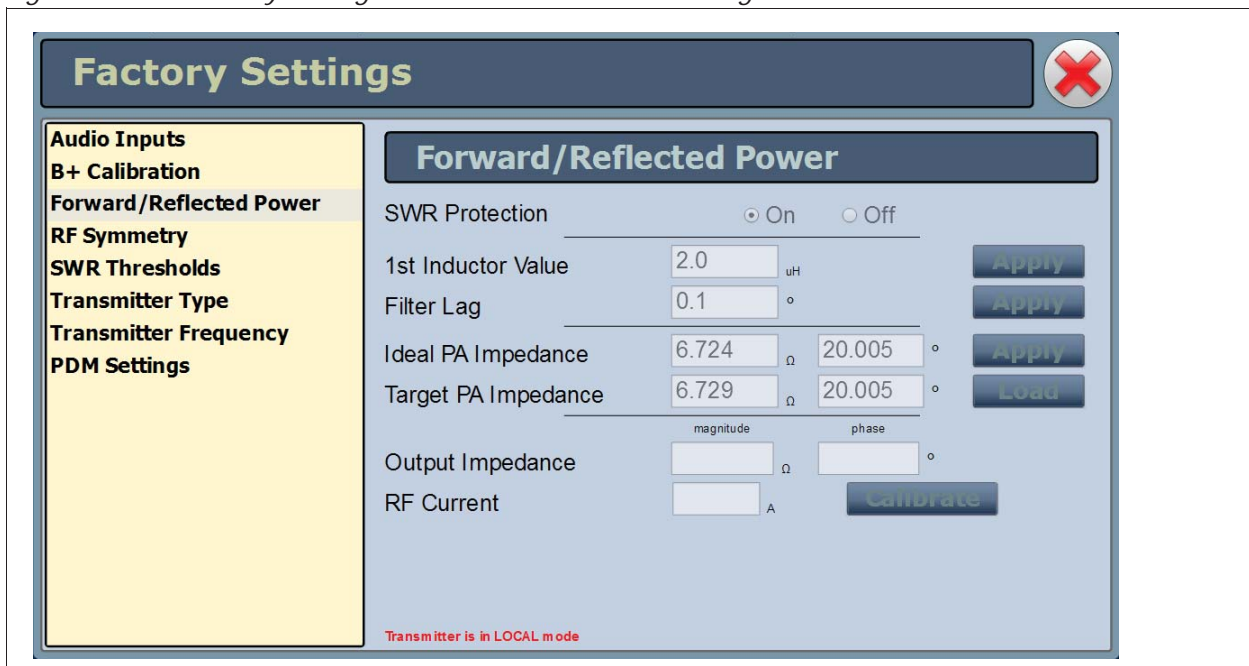 Factory Settings
Audio Inputs
B+ Calibration
Forward/Reflected Power
RF Symmetry
SWR Thresholds
Transmitter Type
Transmitter Frequency
PDM Settings
Forward/Reflected Power
SWR Protection On Off
1st Inductor Value 2.0 uH Apply
Filter Lag 0.1 ° Apply
Ideal PA Impedance 6.724 Ω 20.005 ° Apply
Target PA Impedance 6.729 Ω 20.005 ° Load
magnitude phase
Output Impedance Ω °
RF Current A Calibrate
Transmitter is in LOCAL mode